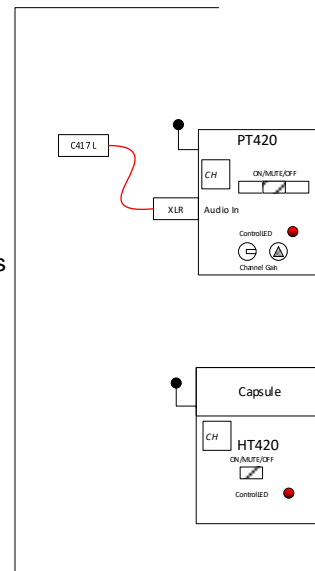 PT420
C417 L
CH
ON/MUTE/OFF
XLR
Audio In
s
ControlLED
Channel Gain
Capsule
CH
HT420
ON/MUTE/OFF
ControlLED